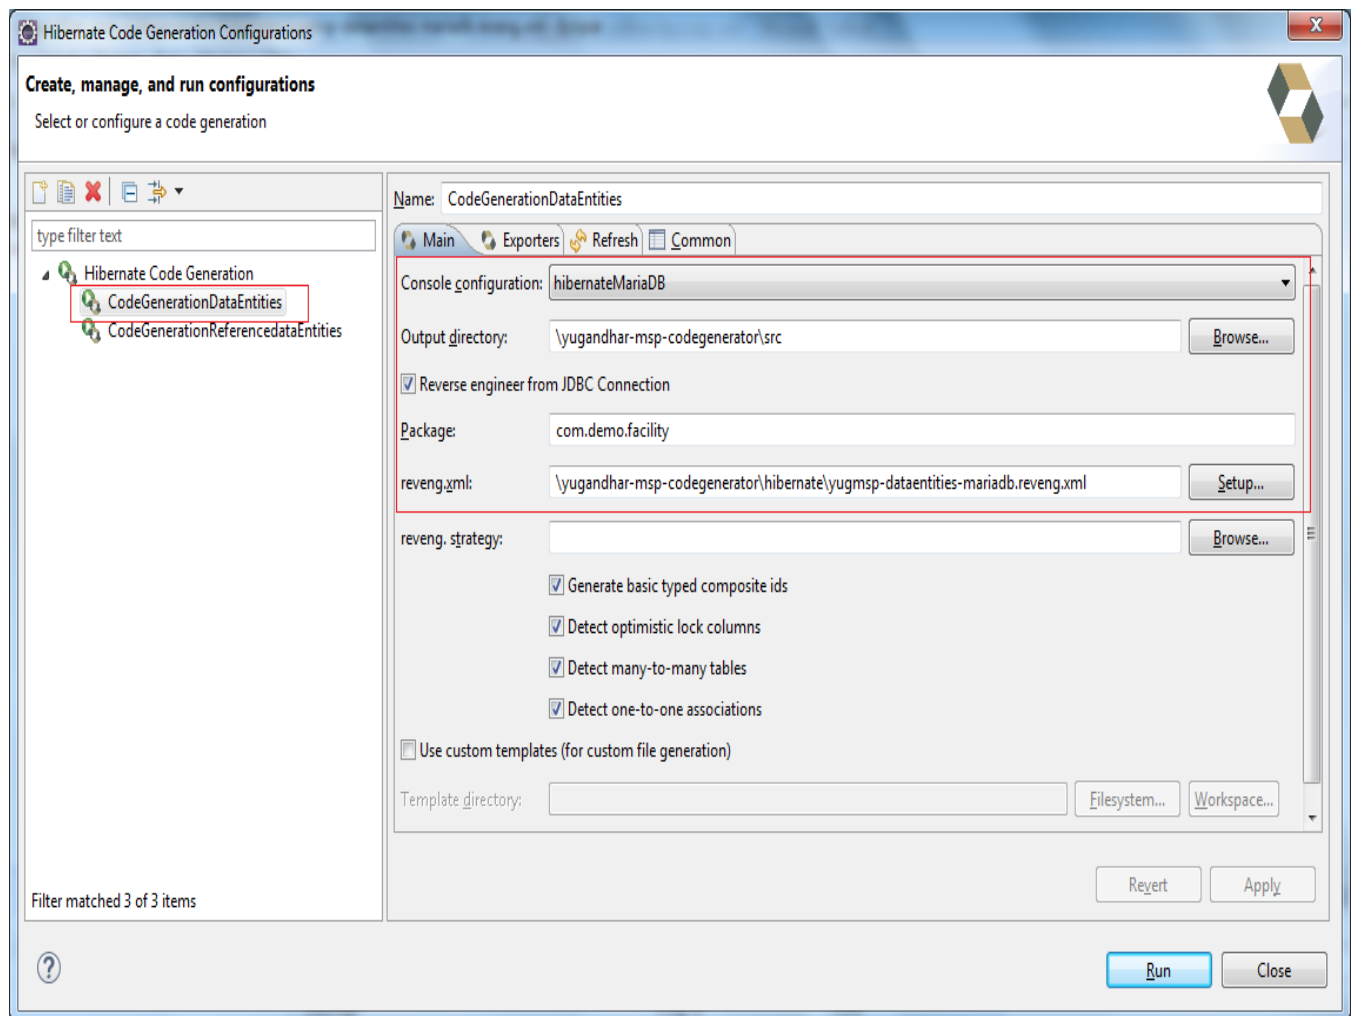 Hibernate Code Generation Configurations
X
Create, manage, and run configurations
Select or configure a code generation
type filter text
Hibernate Code Generation
CodeGenerationDataEntities
CodeGenerationReferencedataEntities
Filter matched 3 of 3 items
Name: CodeGenerationDataEntities
Main Exporters Refresh Common
Console configuration: hibernateMariaDB
Output directory: \yugandhar-msp-codegenerator\src Browse...
Reverse engineer from JDBC Connection
Package: com.demo.facility
reveng.xml: \yugandhar-msp-codegenerator\hibernate\yugmsp-dataentities-mariadb.reveng.xml Setup...
reveng. strategy: Browse...
Generate basic typed composite ids
Detect optimistic lock columns
Detect many-to-many tables
Detect one-to-one associations
Use custom templates (for custom file generation)
Template directory: Filesystem... Workspace...
Revert Apply
? Run Close